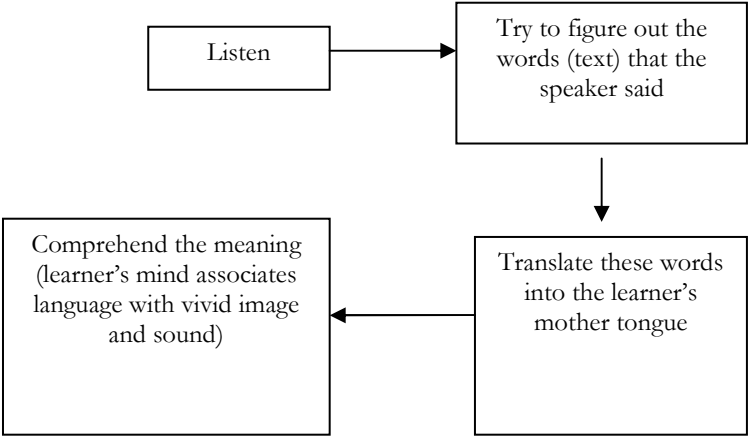 Listen
Try to figure out the
words (text) that the
speaker said
Translate these words
into the learner’s
mother tongue
Comprehend the meaning
(learner’s mind associates
language with vivid image
and sound)